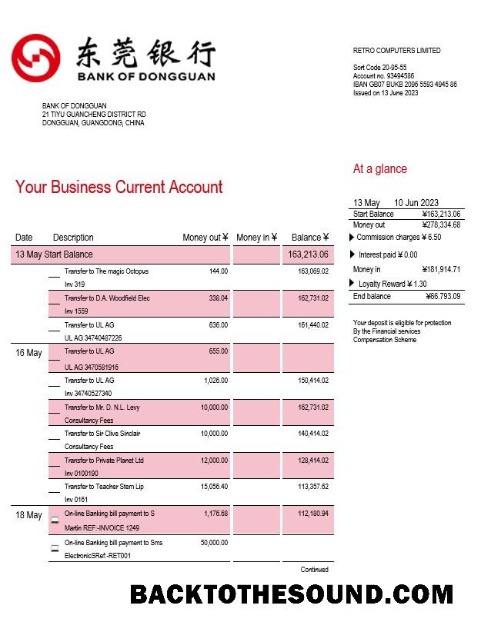 东莞银行
BANK OF DONGGUAN
RETRO COMPUTERS LIMITED
Sort Code 20-95-55
Account no. 93494586
IBAN GB07 BUKB 2096 5593 4945 86
Issued on 13 June 2023
BANK OF DONGGUAN
21 TIYU GUANCHENG DISTRICT RD
DONGGUAN, GUANGDONG, CHINA
At a glance
Your Business Current Account
13 May 10 Jun 2023
Start Balance ¥163,213.06
Money out ¥278,334.68
Commission charges ¥ 6.50
Interest paid ¥ 0.00
Money in ¥181,914.71
Loyalty Reward ¥ 1.30
End balance ¥66.793.09
Your deposit is eligible for protection
By the Financial services
Compensation Scheme
Date Description Money out ¥ Money in ¥ Balance ¥
13 May Start Balance 163,213.06
Transfer to The magis Octopus 144.00 163,069.02
Inv 319
Transfer to D.A. Woodfield Elec 338.04 162,731.02
Inv 1559
Transfer to UL AG 636.00 161,440.02
UL AG 34740487226
16 May Transfer to UL AG 655.00
UL AG 3470581916
Transfer to UL AG 1,026.00 150,414.02
Inv 34740527340
Transfer to Mr. D. N.L. Levy 10,000.00 162,731.02
Consultancy Fees
Transfer to Sir Clive Sinclair 10,000.00 140,414.02
Consultancy Fees
Transfer to Private Planet Ltd 12,000.00 128,414.02
Inv 0100190
Transfer to Teacher Stern Lip 15,056.40 113,357.62
Inv 0161
18 May On-line Banking bill payment to S 1,176.68 112,180.94
Martin REF:-INVOICE 1249
On-line Banking bill payment to Sms 50,000.00
ElectronicSRef:-RET001
Continued
BACKTOTHESOUND.COM